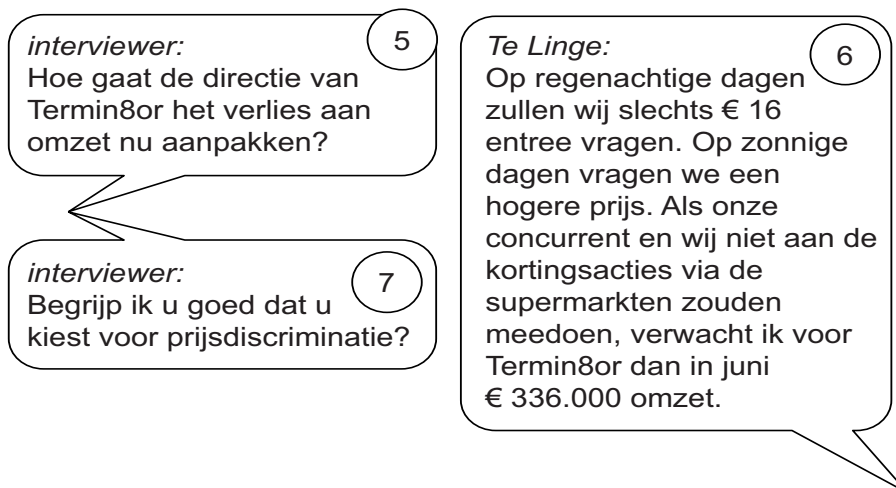 interviewer:
5
Hoe gaat de directie van
Termin8or het verlies aan
omzet nu aanpakken?
Te Linge:
6
Op regenachtige dagen
zullen wij slechts € 16
entree vragen. Op zonnige
dagen vragen we een
hogere prijs. Als onze
concurrent en wij niet aan de
kortingsacties via de
supermarkten zouden
meedoen, verwacht ik voor
Termin8or dan in juni
€ 336.000 omzet.
interviewer:
7
Begrijp ik u goed dat u
kiest voor prijsdiscriminatie?